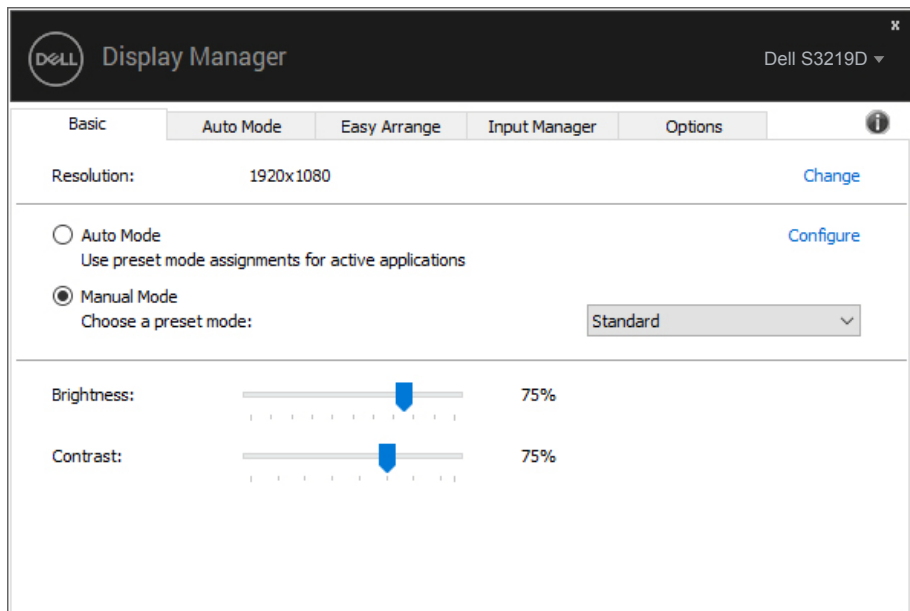 x
DELL Display Manager Dell S3219D
Basic Auto Mode Easy Arrange Input Manager Options i
Resolution: 1920x1080 Change
Auto Mode Configure
Use preset mode assignments for active applications
Manual Mode
Choose a preset mode: Standard
Brightness: 75%
Contrast: 75%